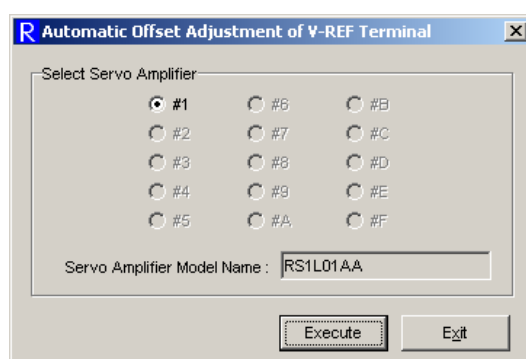 R Automatic Offset Adjustment of V-REF Terminal
Select Servo Amplifier
#1 #6 #B
#2 #7 #C
#3 #8 #D
#4 #9 #E
#5 #A #F
Servo Amplifier Model Name : RS1L01AA
Execute Exit